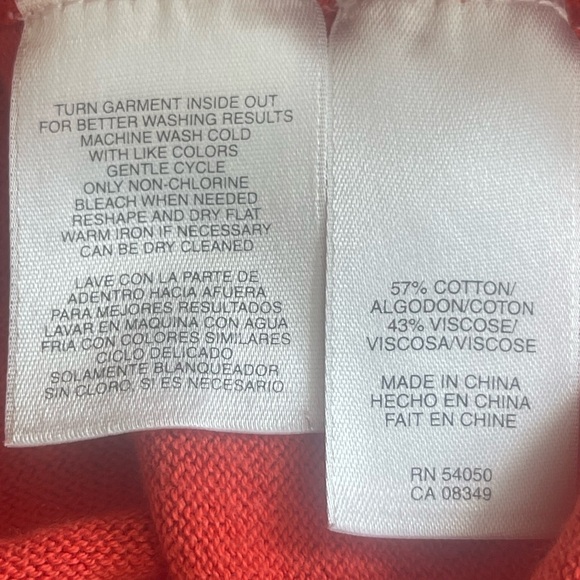 TURN GARMENT INSIDE OUT
FOR BETTER WASHING RESULTS
MACHINE WASH COLD
WITH LIKE COLORS
GENTLE CYCLE
ONLY NON-CHLORINE
BLEACH WHEN NEEDED
RESHAPE AND DRY FLAT
WARM IRON IF NECESSARY
CAN BE DRY CLEANED
LAVE CON LA PARTE DE
ADENTRO HACIA AFUERA
PARA MEJORES RESULTADOS
LAVAR EN MAQUINA CON AGUA
FRIA CON COLORES SIMILARES
CICLO DELICADO
SOLAMENTE BLANQUEADOR
SIN CLORO, SI ES NECESARIO
57% COTTON/
ALGODON/COTON
43% VISCOSE/
VISCOSA/VISCOSE
MADE IN CHINA
HECHO EN CHINA
FAIT EN CHINE
RN 54050
CA 08349